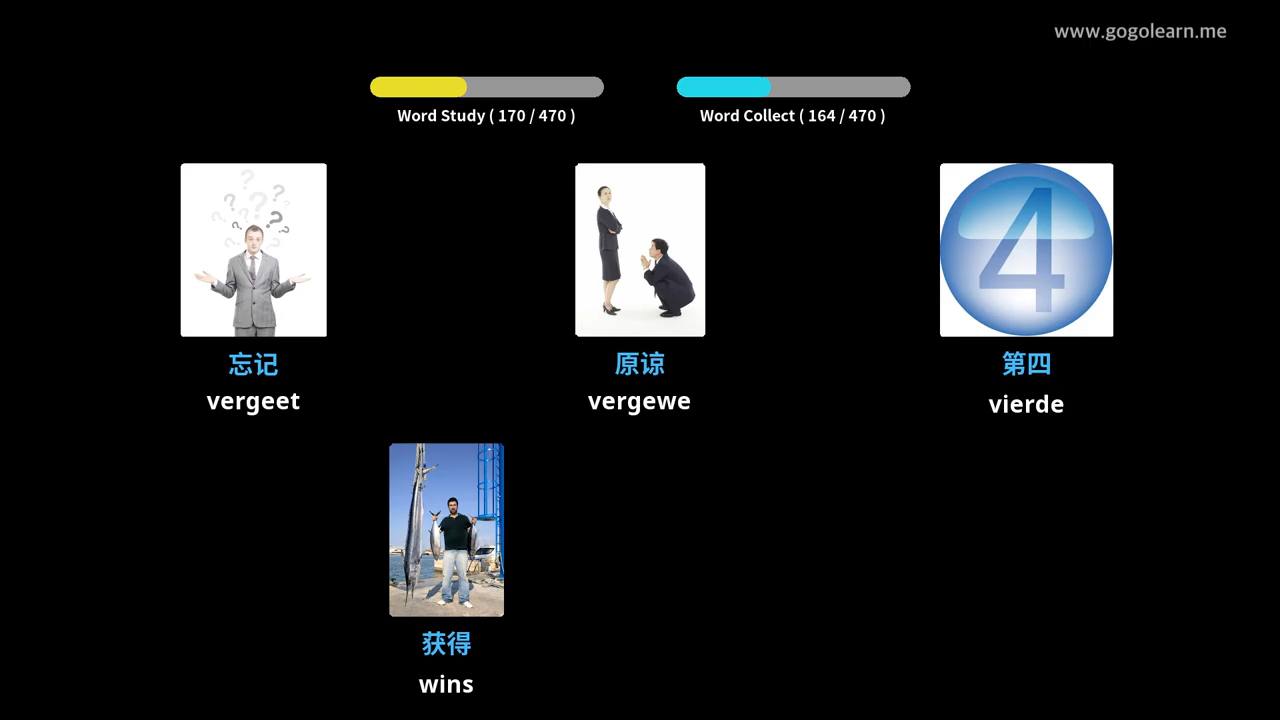 www.gogolearn.me
Word Study ( 170 / 470 )
Word Collect ( 164 / 470 )
4
忘记
vergeet
原谅
vergewe
第四
vierde
获得
wins